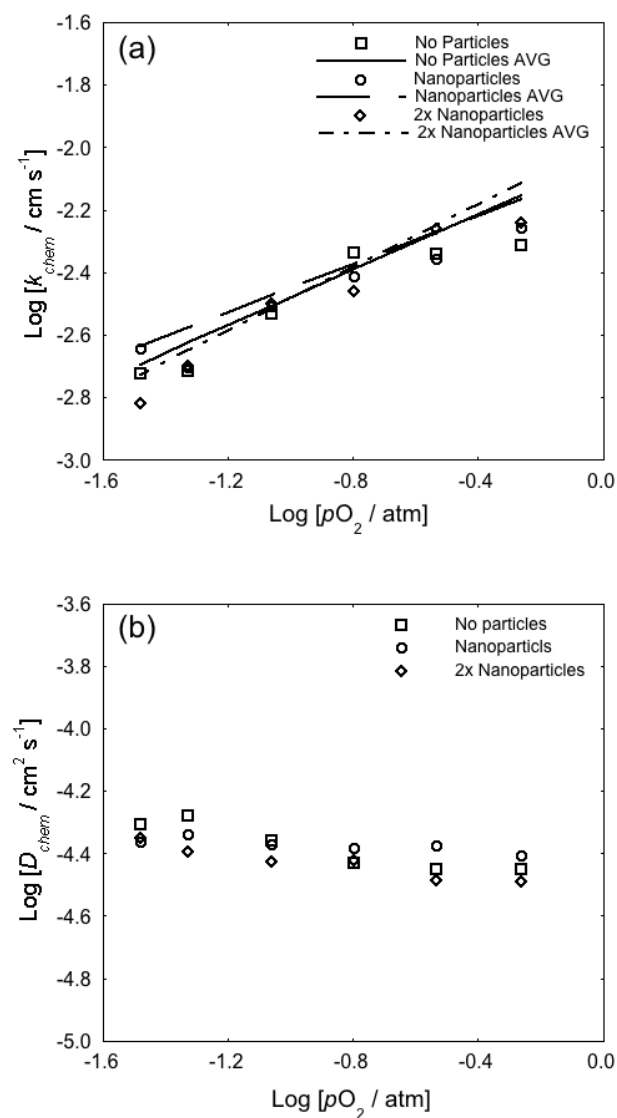 (a)
No Particles
No Particles AVG
Nanoparticles
Nanoparticles AVG
2x Nanoparticles
2x Nanoparticles AVG
Log [k_chem / cm s⁻¹]
-1.6
-1.8
-2.0
-2.2
-2.4
-2.6
-2.8
-3.0
-1.6 -1.2 -0.8 -0.4 0.0
Log [pO₂ / atm]
(b)
No particles
Nanoparticls
2x Nanoparticles
Log [D_chem / cm² s⁻¹]
-3.6
-3.8
-4.0
-4.2
-4.4
-4.6
-4.8
-5.0
-1.6 -1.2 -0.8 -0.4 0.0
Log [pO₂ / atm]